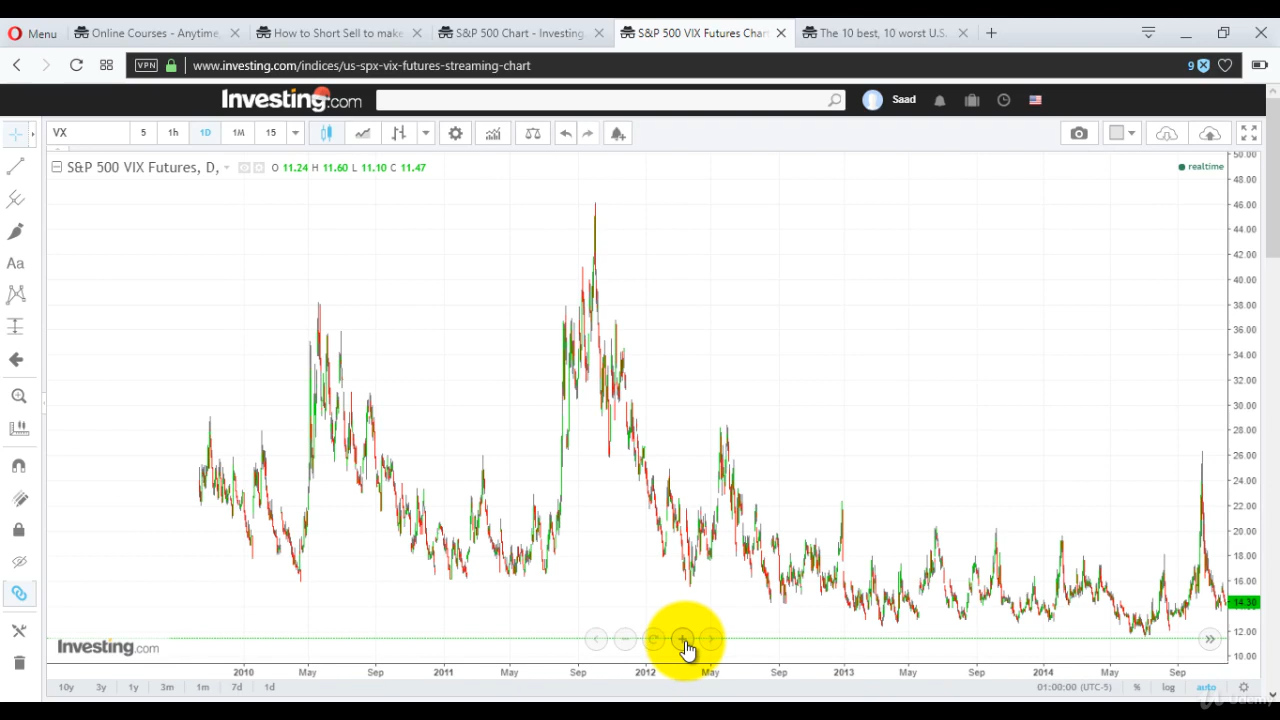 Menu
Online Courses - Anytime,
How to Short Sell to make
S&P 500 Chart - Investing
S&P 500 VIX Futures Chart
The 10 best, 10 worst U.S.
VPN
www.investing.com/indices/us-spx-vix-futures-streaming-chart
9
Investing.com
Saad
VX
5
1h
1D
1M
15
S&P 500 VIX Futures, D,
O 11.24 H 11.60 L 11.10 C 11.47
realtime
Aa
50.00
48.00
46.00
44.00
42.00
40.00
38.00
36.00
34.00
32.00
30.00
28.00
26.00
24.00
22.00
20.00
18.00
16.00
14.30
12.00
10.00
Investing.com
2010
May
Sep
2011
May
Sep
2012
May
Sep
2013
May
Sep
2014
May
Sep
10y
3y
1y
3m
1m
7d
1d
01:00:00 (UTC-5)
%
log
auto
Udemy